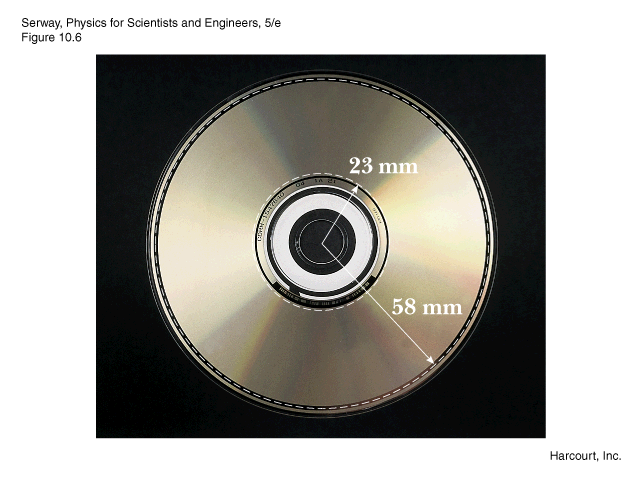 Serway, Physics for Scientists and Engineers, 5/e
Figure 10.6
23 mm
58 mm
Harcourt, Inc.